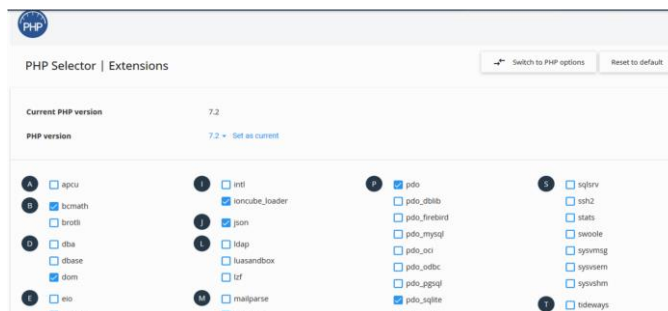 PHP
PHP Selector | Extensions
Switch to PHP options
Reset to default
Current PHP version 7.2
PHP version 7.2 Set as current
A apcu
B bcmath
brotli
D dba
dbase
dom
E eio
I intl
ioncube_loader
J json
L ldap
luasandbox
lzf
M mailparse
P pdo
pdo_dblib
pdo_firebird
pdo_mysql
pdo_oci
pdo_odbc
pdo_pgsql
pdo_sqlite
S sqlsrv
ssh2
stats
swoole
sysvmsg
sysvsem
sysvshm
T tideways